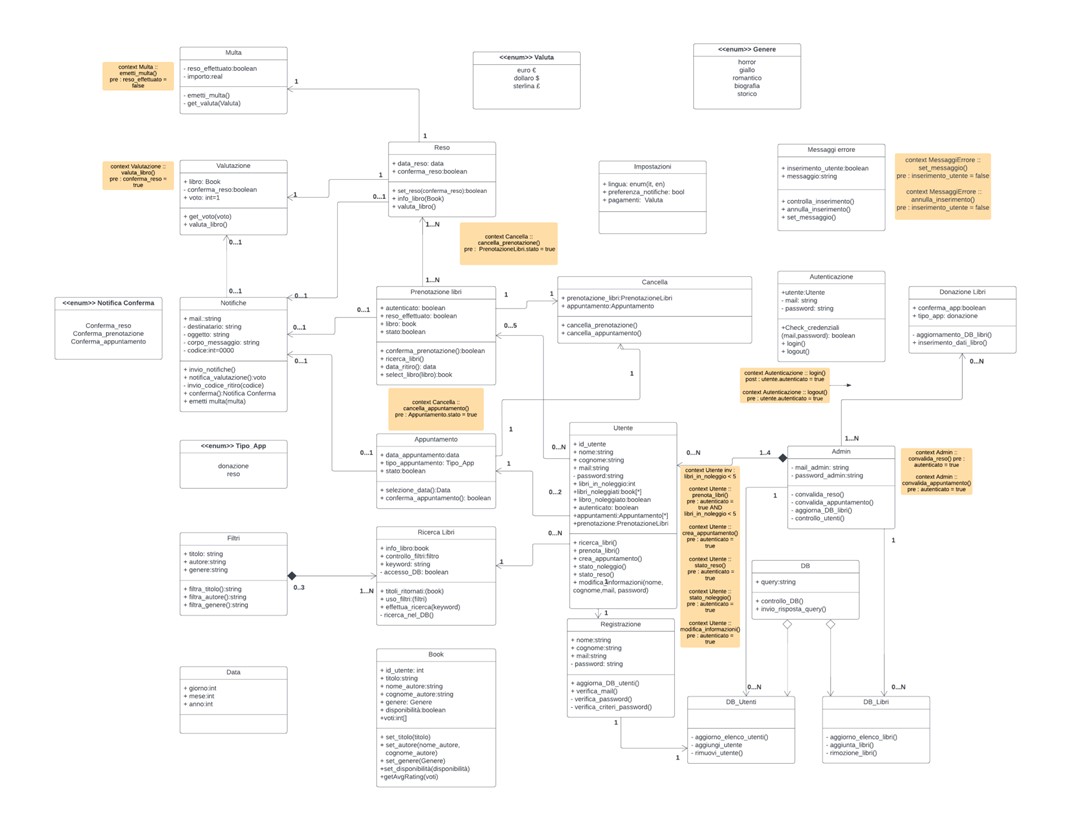 Multa
- reso_effettuato:boolean
- importo:real
- emetti_multa()
- get_valuta(Valuta)
context Multa ::
emetti_multa()
pre : reso_effettuato =
false
<<enum>> Valuta
euro €
dollaro $
sterlina £
<<enum>> Genere
horror
giallo
romantico
biografia
storico
1
1
Reso
+ data_reso: data
+ conferma_reso:boolean
+ set_reso(conferma_reso):boolean
+ info_libro(Book)
+ valuta_libro()
context Valutazione ::
valuta_libro()
pre : conferma_reso =
true
Valutazione
+ libro: Book
- conferma_reso:boolean
+ voto: int=1
+ get_voto(voto)
+ valuta_libro()
1
1
0...1
0...1
0...1
0...1
Impostazioni
+ lingua: enum(it, en)
+ preferenza_notifiche: bool
+ pagamenti:  Valuta
Messaggi errore
+ inserimento_utente:boolean
+ messaggio:string
+ controlla_inserimento()
+ annulla_inserimento()
+ set_messaggio()
context MessaggiErrore ::
set_messaggio()
pre : inserimento_utente = false
context MessaggiErrore ::
annulla_inserimento()
pre : inserimento_utente = false
context Cancella ::
cancella_prenotazione()
pre :  PrenotazioneLibri.stato = true
1...N
1...N
<<enum>> Notifica Conferma
Conferma_reso
Conferma_prenotazione
Conferma_appuntamento
Notifiche
+ mail.:string
- destinatario: string
- oggetto: string
- corpo_messaggio: string
- codice:int=0000
+ invio_notifiche()
+ notifica_valutazione():voto
- invio_codice_ritiro(codice)
+ conferma():Notifica Conferma
+ emetti multa(multa)
0...1
0...1
0...1
0...1
Prenotazione libri
+ autenticato: boolean
+ reso_effettuato: boolean
+ libro: book
+ stato:boolean
+ conferma_prenotazione():boolean
+ ricerca_libri()
+ data_ritiro(): data
+ select_libro(libro):book
1
1
Cancella
+ prenotazione_libri:PrenotazioneLibri
+ appuntamento:Appuntamento
+ cancella_prenotazione()
+ cancella_appuntamento()
0...5
1
1
Autenticazione
+utente:Utente
- mail: string
- password: string
+Check_credenziali
(mail,password): boolean
+ login()
+ logout()
context Autenticazione :: login()
post : utente.autenticato = true
context Autenticazione :: logout()
pre : utente.autenticato = true
Donazione Libri
+ conferma_app:boolean
+ tipo_app: donazione
- aggiornamento_DB_libri()
+ inserimento_dati_libro()
0...N
1...N
context Cancella ::
cancella_appuntamento()
pre : Appuntamento.stato = true
<<enum>> Tipo_App
donazione
reso
Appuntamento
+ data_appuntamento:data
+ tipo_appuntamento: Tipo_App
+ stato:boolean
+ selezione_data():Data
+ conferma_appuntamento(): boolean
1
0...N
0...2
0...N
Utente
+ id_utente
+ nome:string
+ cognome:string
+ mail:string
- password:string
+ libri_in_noleggio:int
+libri_noleggiati:book[*]
+ libro_noleggiato:boolean
+ autenticato: boolean
+appuntamenti:Appuntamento[*]
+prenotazione:PrenotazioneLibri
+ ricerca_libri()
+ prenota_libri()
+ crea_appuntamento()
+ stato_noleggio()
+ stato_reso()
+ modifica_informazioni(nome,
cognome,mail, password)
0...N
1..4
context Utente inv :
libri_in_noleggio < 5
context Utente ::
prenota_libri()
pre : autenticato =
true AND
libri_in_noleggio < 5
context Utente ::
crea_appuntamento()
pre : autenticato =
true
context Utente ::
stato_reso()
pre : autenticato =
true
context Utente ::
stato_noleggio()
pre : autenticato =
true
context Utente ::
modifica_informazioni()
pre : autenticato =
true
Admin
- mail_admin: string
- password_admin:string
- convalida_reso()
- convalida_appuntamento()
- aggiorna_DB_libri()
- controllo_utenti()
context Admin ::
convalida_reso() pre :
autenticato = true
context Admin ::
convalida_appuntamento()
pre : autenticato = true
1
1
Filtri
+ titolo: string
+ autore:string
+ genere:string
+ filtra_titolo():string
+ filtra_autore():string
+ filtra_genere():string
0...3
1...N
Ricerca Libri
+ info_libro:book
+ controllo_filtri:filtro
+ keyword: string
- accesso_DB: boolean
+ titoli_ritornati.(book)
+ uso_filtri:(filtri)
+ effettua_ricerca(keyword)
- ricerca_nel_DB()
1
DB
+ query:string
+ controllo_DB()
+ invio_risposta_query()
1
Registrazione
+ nome:string
+ cognome:string
+ mail:string
- password: string
+ aggiorna_DB_utenti()
+ verifica_mail()
- verifica_password()
- verifica_criteri_password()
1
1
Data
+ giorno:int
+ mese:int
+ anno:int
Book
+ id_utente: int
+ titolo:string
+ nome_autore:string
+ cognome_autore:string
+ genere: Genere
+ disponibilità:boolean
+voti:int[]
+ set_titolo(titolo)
+ set_autore(nome_autore,
cognome_autore)
+ set_genere(Genere)
+set_disponibilità(disponibilità)
+getAvgRating(voti)
0...N
0...N
DB_Utenti
- aggiorno_elenco_utenti()
- aggiungi_utente
- rimuovi_utente()
DB_Libri
- aggiorno_elenco_libri()
- aggiunta_libri()
- rimozione_libri()